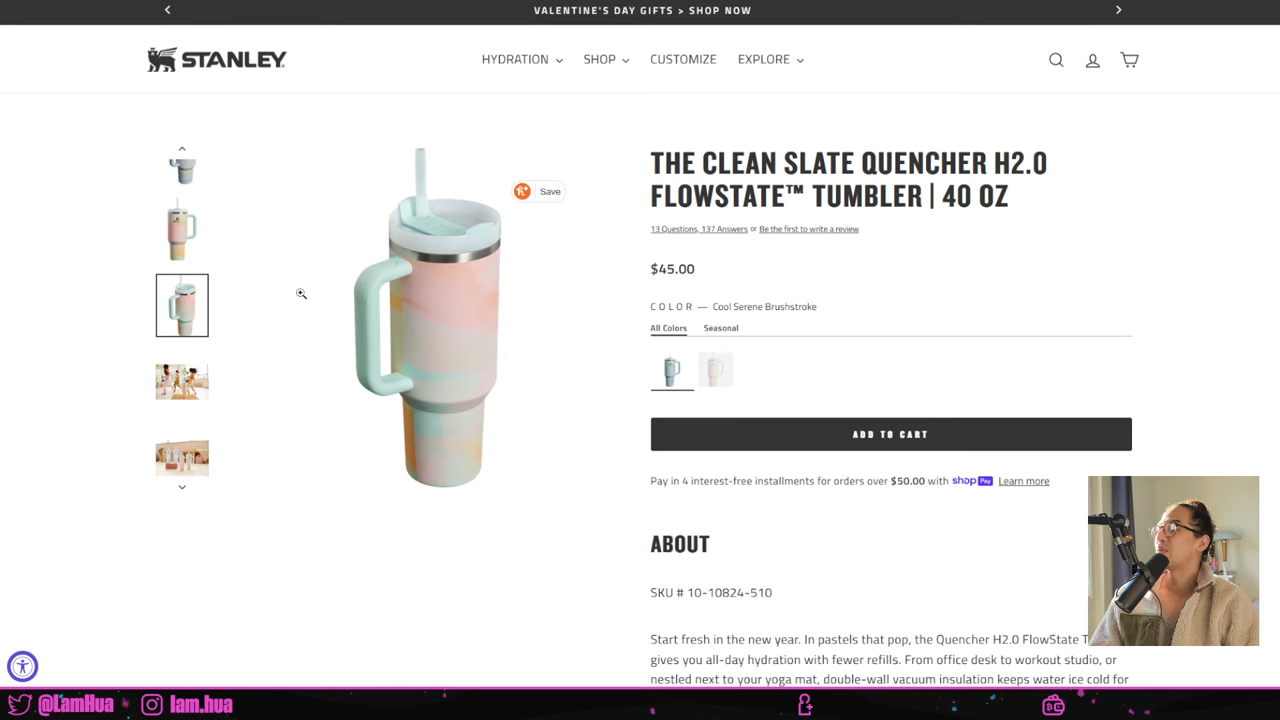 VALENTINE'S DAY GIFTS > SHOP NOW
STANLEY
HYDRATION SHOP CUSTOMIZE EXPLORE
THE CLEAN SLATE QUENCHER H2.0
FLOWSTATE™ TUMBLER | 40 OZ
Save
13 Questions, 137 Answers or Be the first to write a review
$45.00
COLOR — Cool Serene Brushstroke
All Colors Seasonal
ADD TO CART
Pay in 4 interest-free installments for orders over $50.00 with shop Pay Learn more
ABOUT
SKU # 10-10824-510
Start fresh in the new year. In pastels that pop, the Quencher H2.0 FlowState T
gives you all-day hydration with fewer refills. From office desk to workout studio, or
nestled next to your yoga mat, double-wall vacuum insulation keeps water ice cold for
@LamHua lam.hua